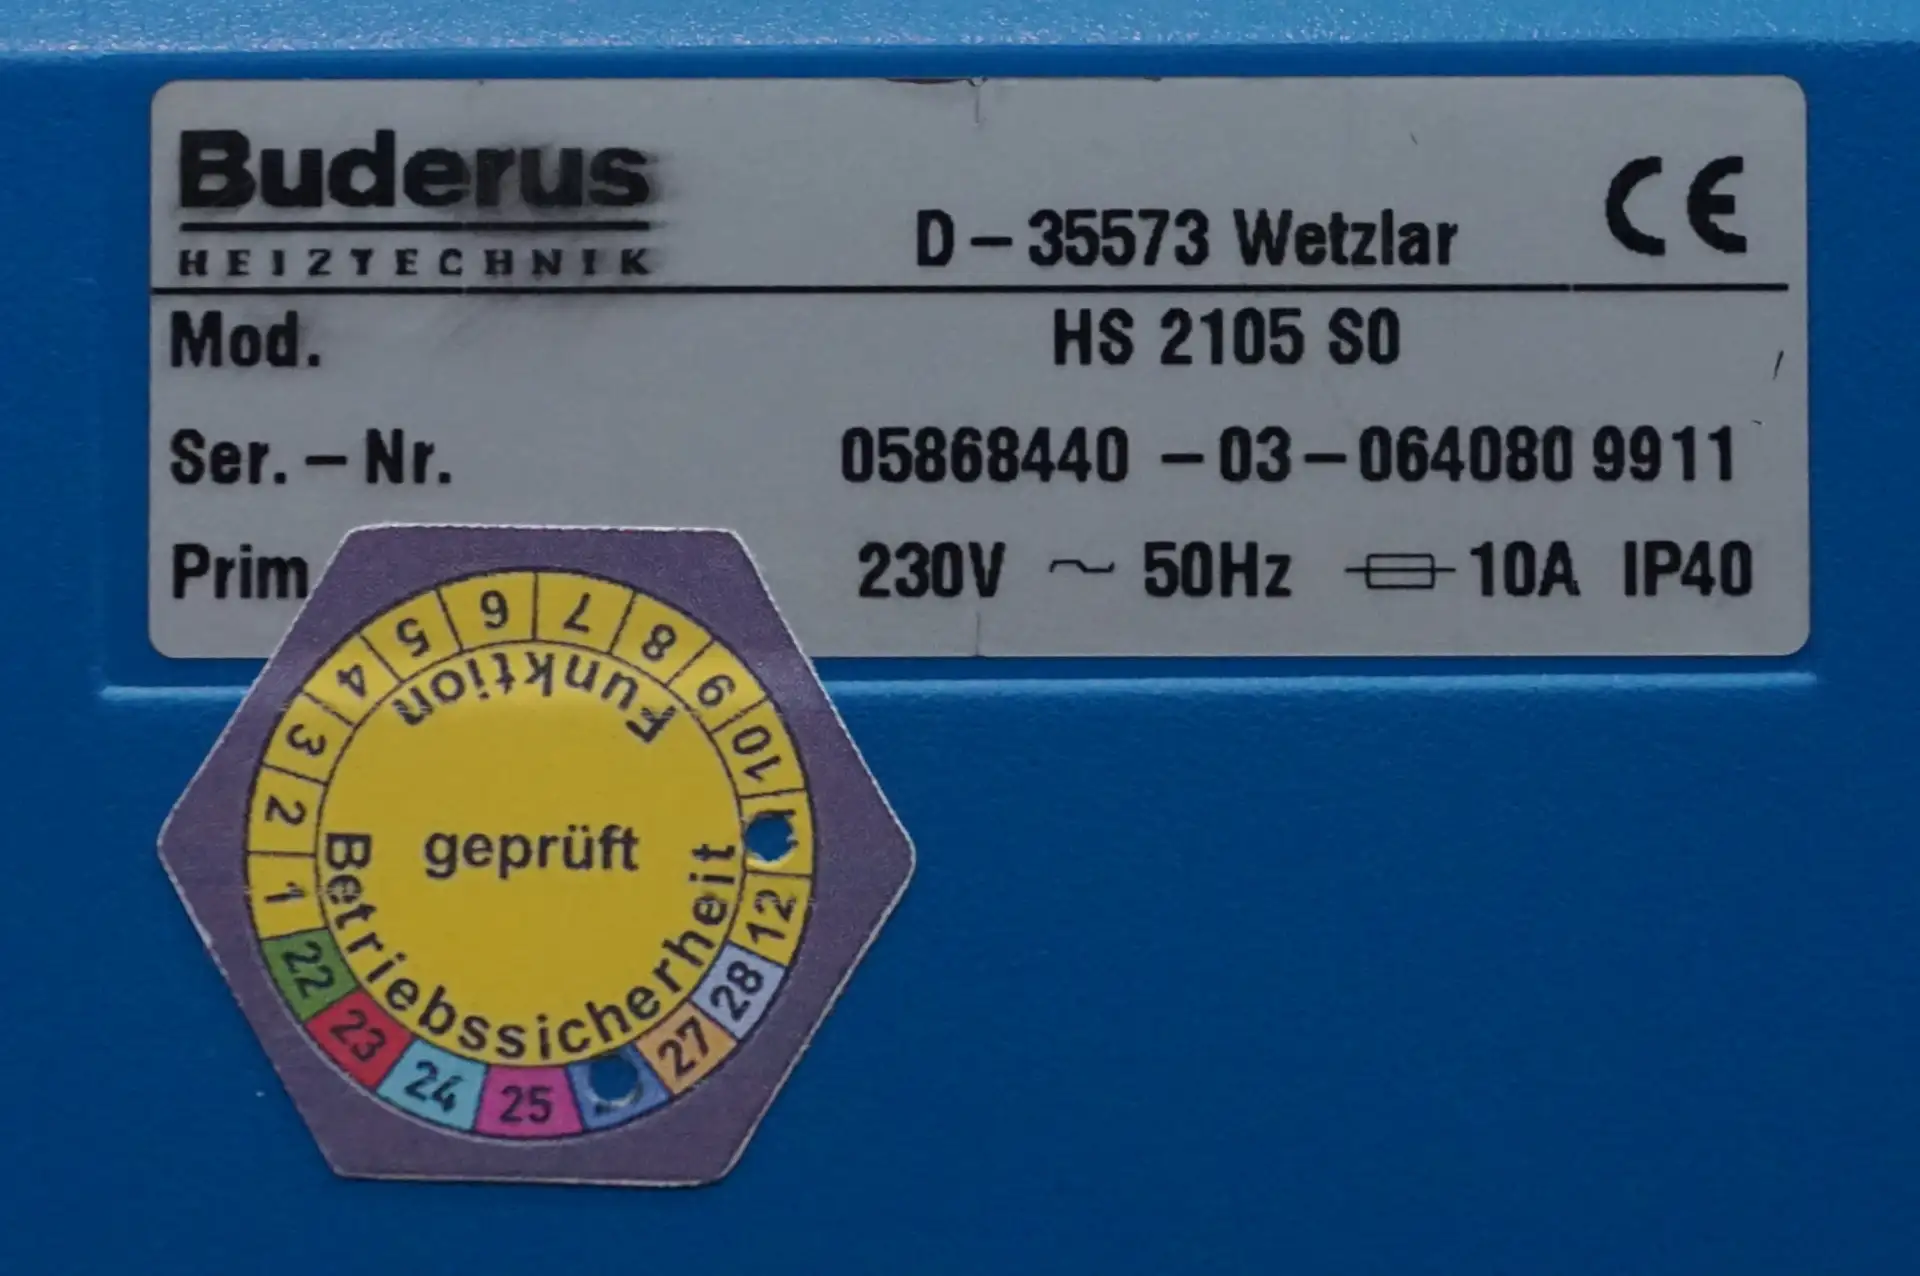 Buderus
HEIZTECHNIK
D – 35573 Wetzlar
CE
Mod.
HS 2105 S0
Ser. – Nr.
05868440 – 03 – 064080 9911
Prim
230V ~ 50Hz 10A IP40
1 2 3 4 5 6 7 8 9 10 12
Funktion
geprüft
Betriebssicherheit
22 23 24 25 27 28